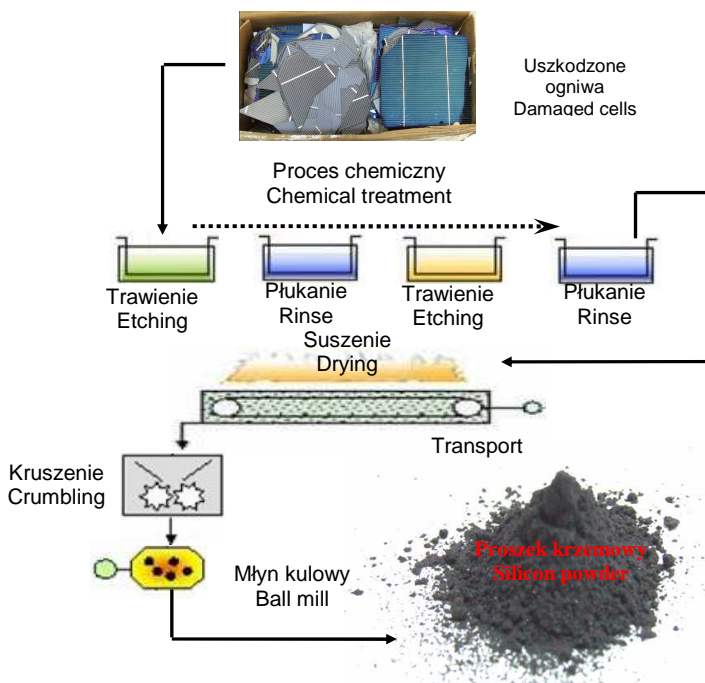 Uszkodzone
ogniwa
Damaged cells
Proces chemiczny
Chemical treatment
Trawienie
Etching
Płukanie
Rinse
Trawienie
Etching
Płukanie
Rinse
Suszenie
Drying
Transport
Kruszenie
Crumbling
Proszek krzemowy
Silicon powder
Młyn kulowy
Ball mill